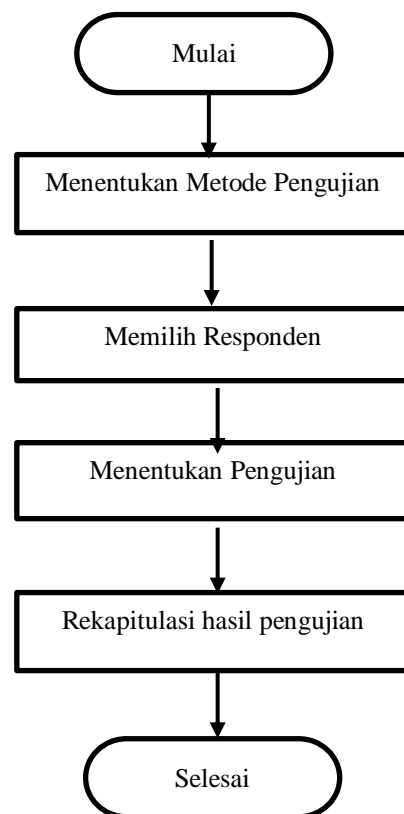 Mulai
Menentukan Metode Pengujian
Memilih Responden
Menentukan Pengujian
Rekapitulasi hasil pengujian
Selesai